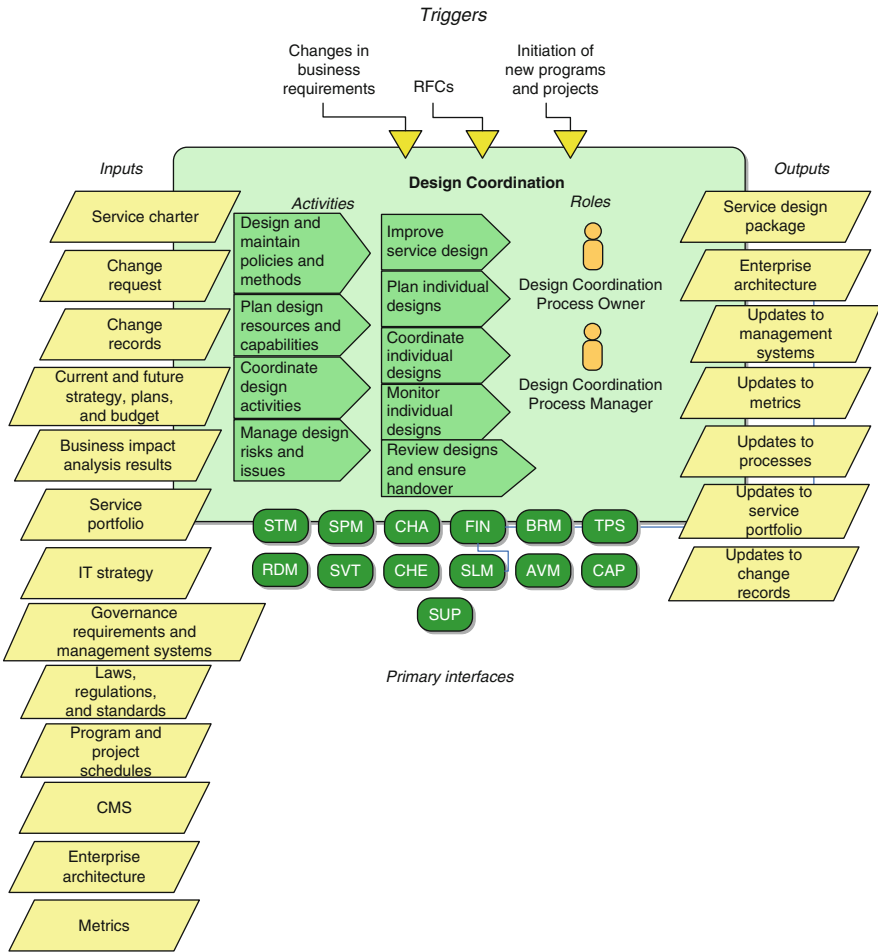 Triggers
Changes in
business
requirements
RFCs
Initiation of
new programs
and projects
Inputs
Outputs
Design Coordination
Activities
Roles
Service charter
Change
request
Change
records
Current and future
strategy, plans,
and budget
Business impact
analysis results
Service
portfolio
IT strategy
Governance
requirements and
management systems
Laws,
regulations,
and standards
Program and
project
schedules
CMS
Enterprise
architecture
Metrics
Design and
maintain
policies and
methods
Plan design
resources and
capabilities
Coordinate
design
activities
Manage design
risks and
issues
Improve
service design
Plan individual
designs
Coordinate
individual
designs
Monitor
individual
designs
Review designs
and ensure
handover
Design Coordination
Process Owner
Design Coordination
Process Manager
Service design
package
Enterprise
architecture
Updates to
management
systems
Updates to
metrics
Updates to
processes
Updates to
service
portfolio
Updates to
change
records
STM SPM CHA FIN BRM TPS
RDM SVT CHE SLM AVM CAP
SUP
Primary interfaces